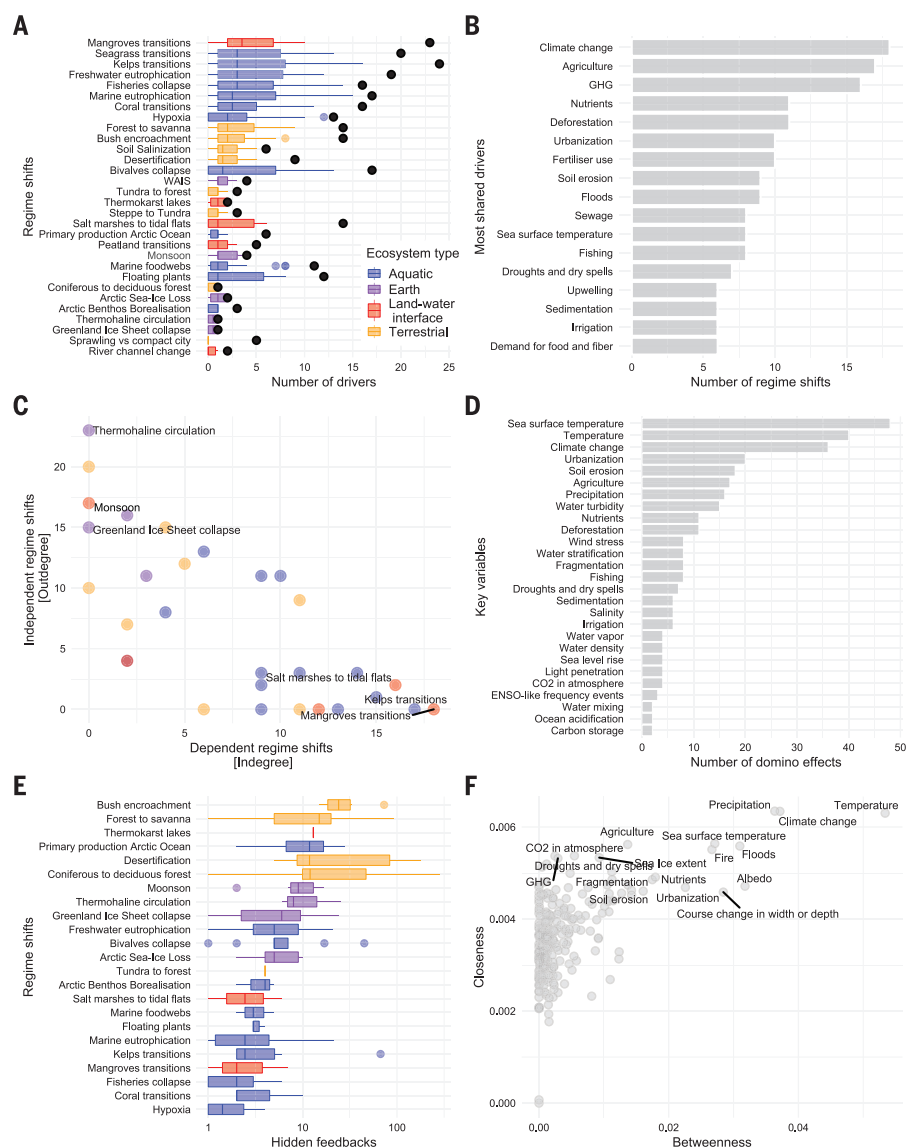 A
Regime shifts
Mangroves transitions
Seagrass transitions
Kelps transitions
Freshwater eutrophication
Fisheries collapse
Marine eutrophication
Coral transitions
Hypoxia
Forest to savanna
Bush encroachment
Soil Salinization
Desertification
Bivalves collapse
WAIS
Tundra to forest
Thermokarst lakes
Steppe to Tundra
Salt marshes to tidal flats
Primary production Arctic Ocean
Peatland transitions
Monsoon
Marine foodwebs
Floating plants
Coniferous to deciduous forest
Arctic Sea-Ice Loss
Arctic Benthos Borealisation
Thermohaline circulation
Greenland Ice Sheet collapse
Sprawling vs compact city
River channel change
Ecosystem type
Aquatic
Earth
Land-water
interface
Terrestrial
0 5 10 15 20 25
Number of drivers
B
Most shared drivers
Climate change
Agriculture
GHG
Nutrients
Deforestation
Urbanization
Fertiliser use
Soil erosion
Floods
Sewage
Sea surface temperature
Fishing
Droughts and dry spells
Upwelling
Sedimentation
Irrigation
Demand for food and fiber
0 5 10 15
Number of regime shifts
C
Independent regime shifts
[Outdegree]
20
15
10
5
0
Thermohaline circulation
Monsoon
Greenland Ice Sheet collapse
Salt marshes to tidal flats
Kelps transitions
Mangroves transitions
0 5 10 15
Dependent regime shifts
[Indegree]
D
Key variables
Sea surface temperature
Temperature
Climate change
Urbanization
Soil erosion
Agriculture
Precipitation
Water turbidity
Nutrients
Deforestation
Wind stress
Water stratification
Fragmentation
Fishing
Droughts and dry spells
Sedimentation
Salinity
Irrigation
Water vapor
Water density
Sea level rise
Light penetration
CO2 in atmosphere
ENSO-like frequency events
Water mixing
Ocean acidification
Carbon storage
0 10 20 30 40 50
Number of domino effects
E
Regime shifts
Bush encroachment
Forest to savanna
Thermokarst lakes
Primary production Arctic Ocean
Desertification
Coniferous to deciduous forest
Moonson
Thermohaline circulation
Greenland Ice Sheet collapse
Freshwater eutrophication
Bivalves collapse
Arctic Sea-Ice Loss
Tundra to forest
Arctic Benthos Borealisation
Salt marshes to tidal flats
Marine foodwebs
Floating plants
Marine eutrophication
Kelps transitions
Mangroves transitions
Fisheries collapse
Coral transitions
Hypoxia
1 10 100
Hidden feedbacks
F
Closeness
0.006
0.004
0.002
0.000
Precipitation
Temperature
Climate change
Agriculture
Sea surface temperature
CO2 in atmosphere
Sea Ice extent
Fire
Floods
Droughts and dry spells
GHG
Fragmentation
Nutrients
Albedo
Soil erosion
Urbanization
Course change in width or depth
0.00 0.02 0.04
Betweenness